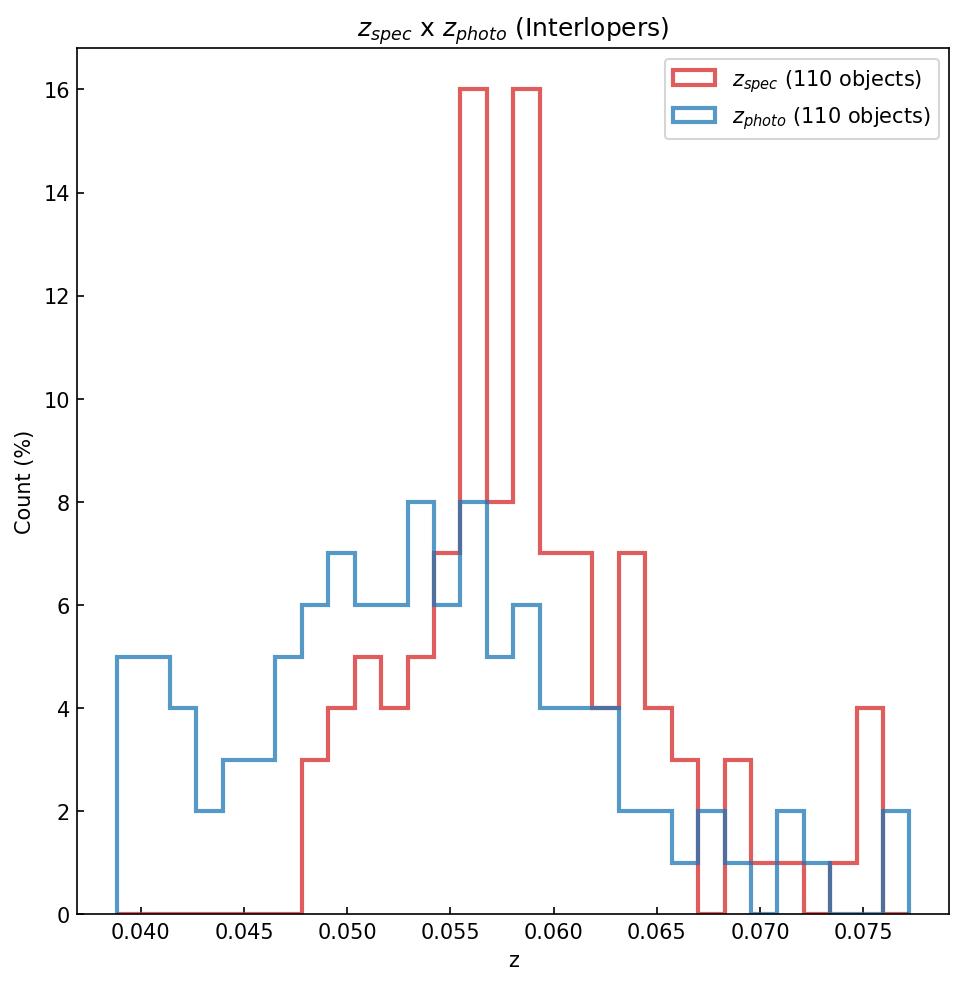 z_spec x z_photo (Interlopers)
z_spec (110 objects)
z_photo (110 objects)
Count (%)
16
14
12
10
8
6
4
2
0
0.040 0.045 0.050 0.055 0.060 0.065 0.070 0.075
z